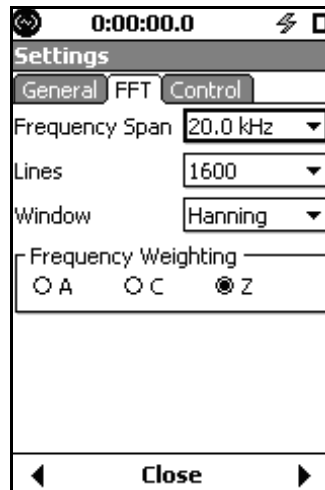 0:00:00.0
Settings
General FFT Control
Frequency Span 20.0 kHz
Lines 1600
Window Hanning
Frequency Weighting
A C Z
Close